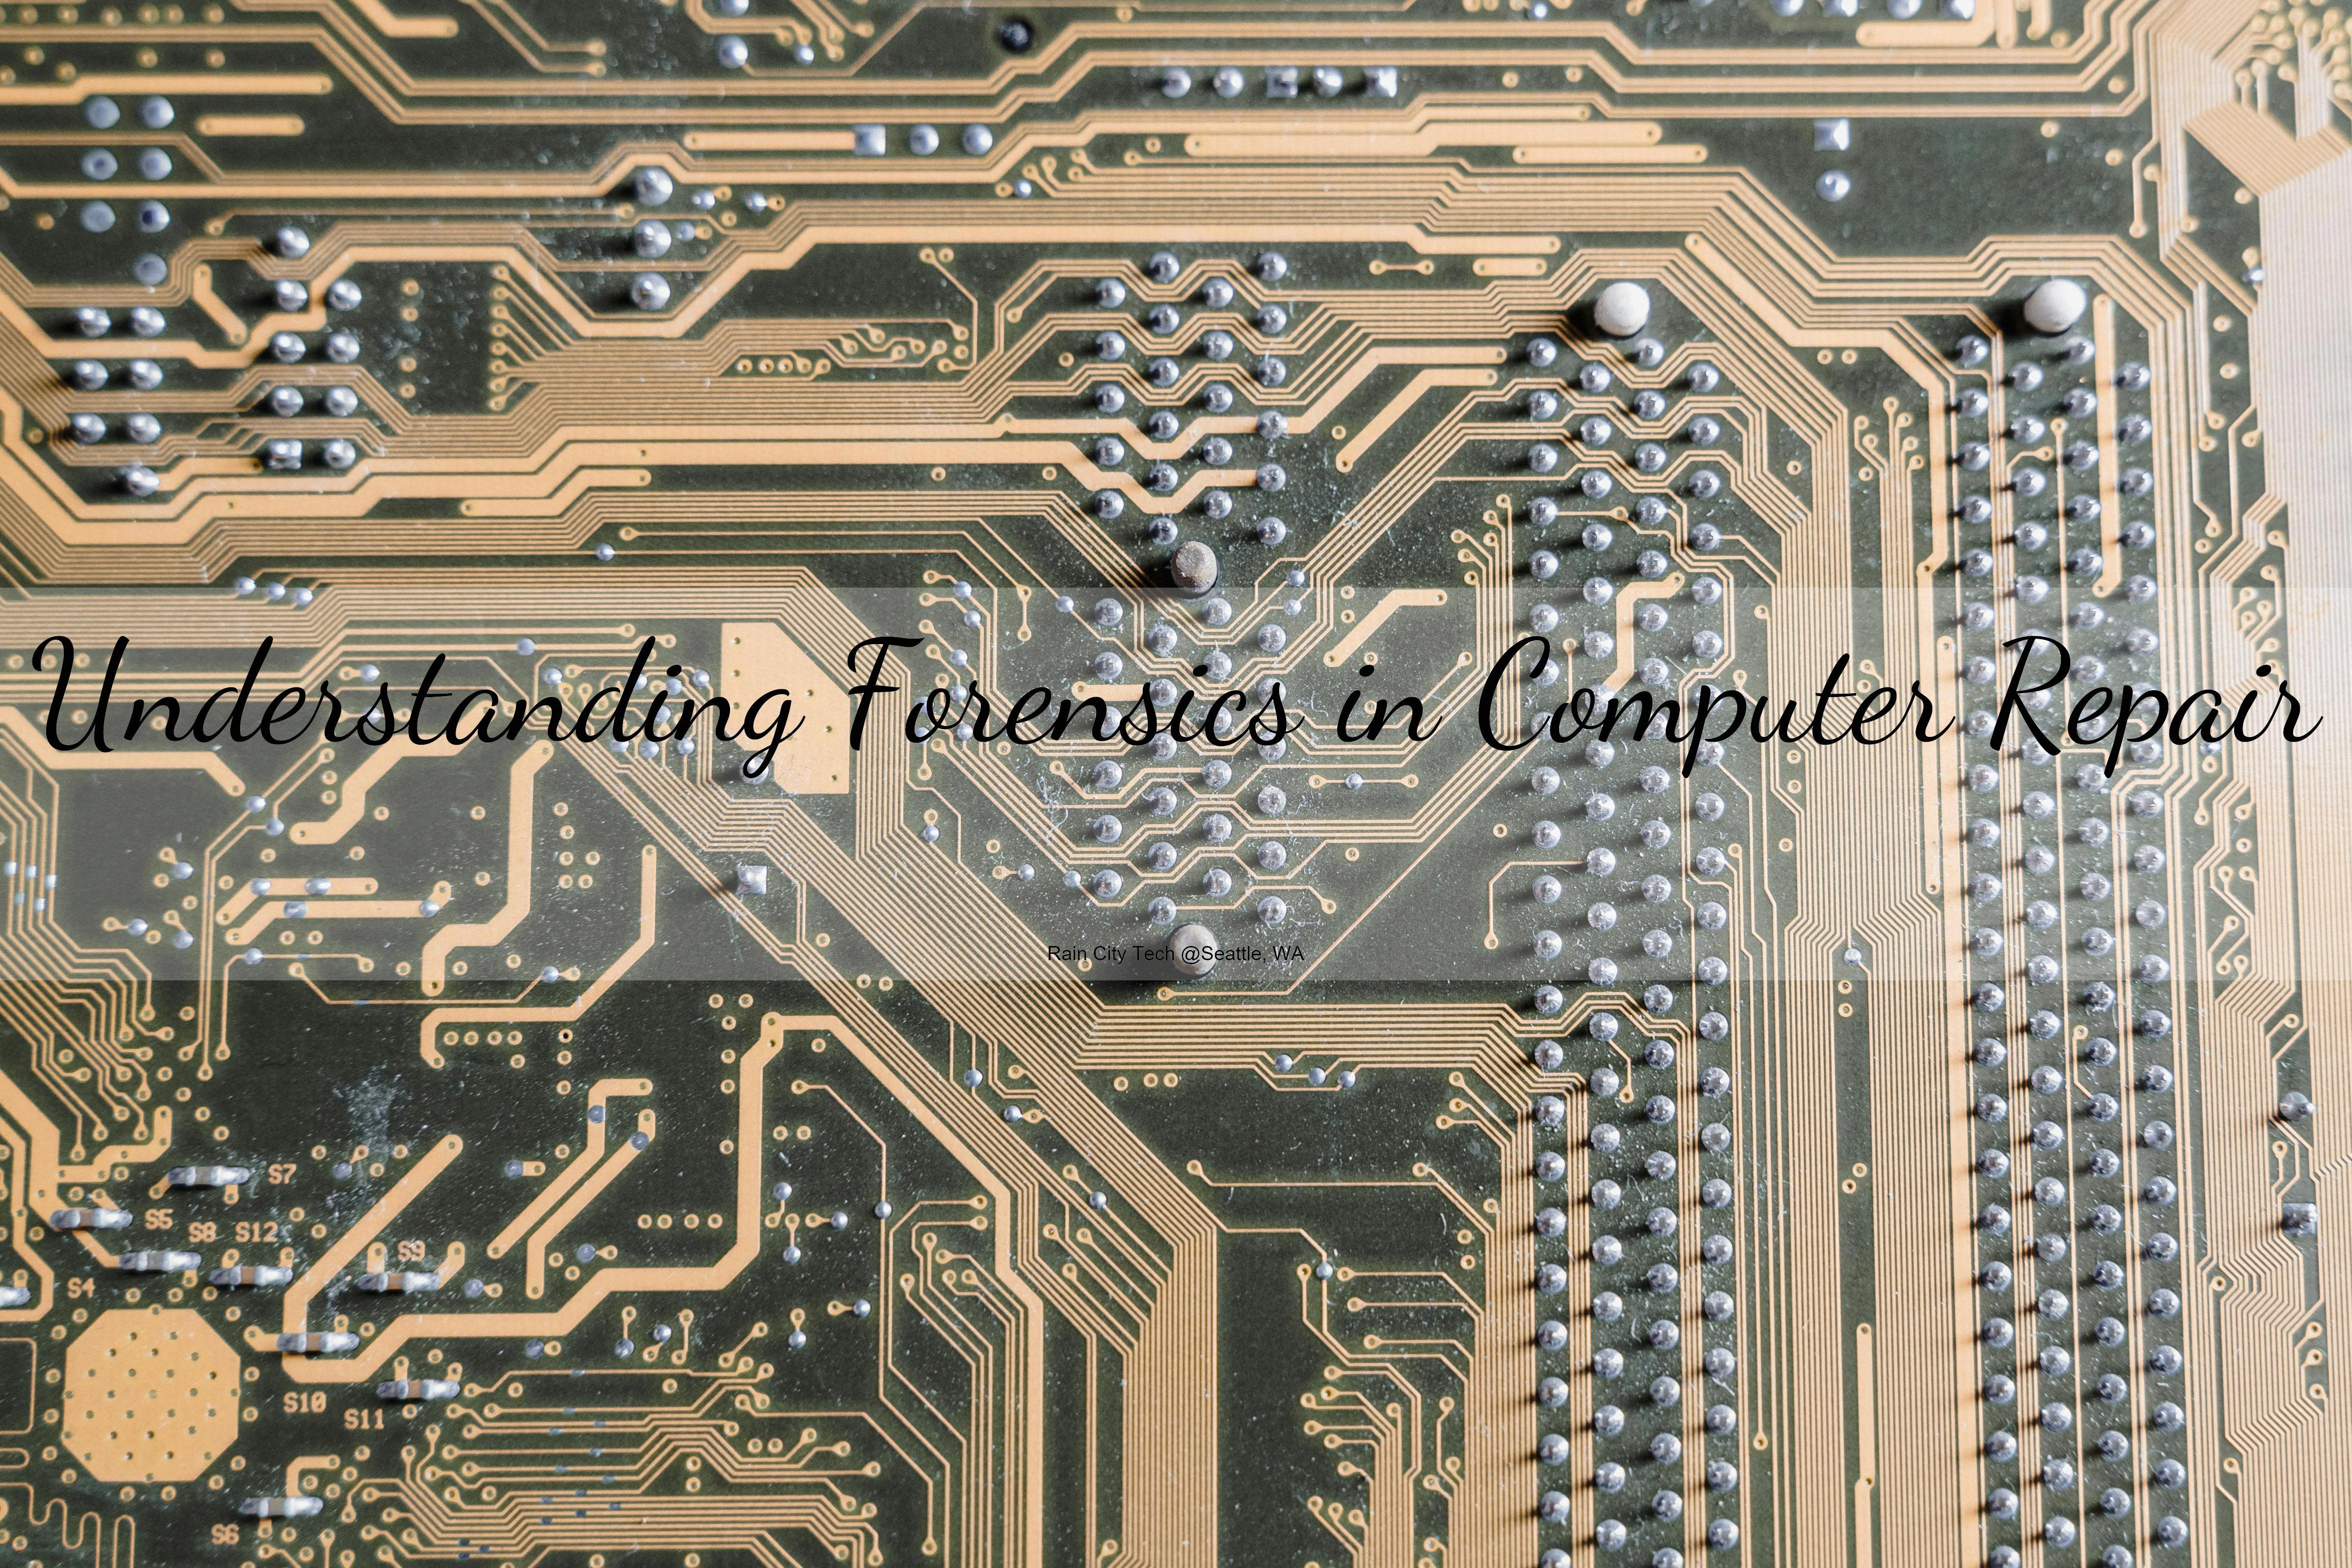 Understanding Forensics in Computer Repair
Rain City Tech @Seattle, WA
S7
S5
S8 S12
S9
S4
S10
S11
S6